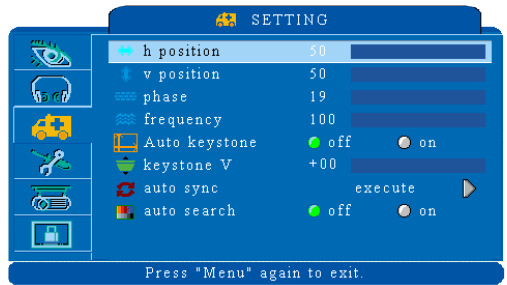 SETTING
h position 50
v position 50
phase 19
frequency 100
Auto keystone off on
keystone V +00
auto sync execute
auto search off on
Press "Menu" again to exit.